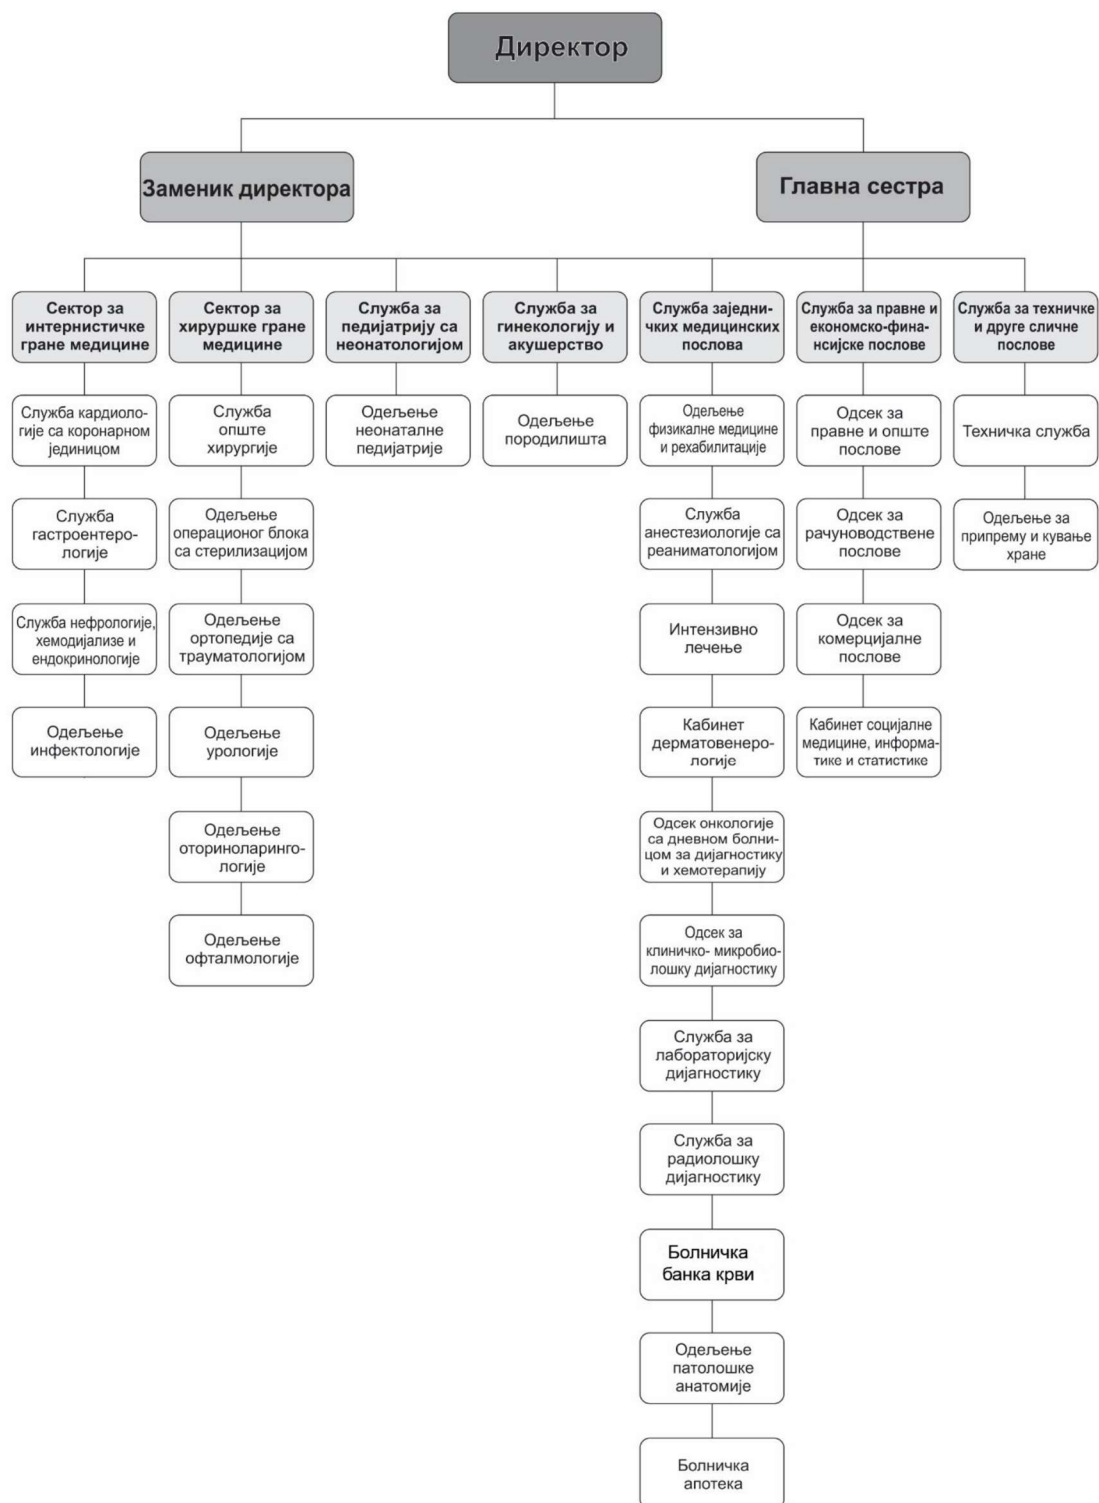 Директор
Заменик директора
Главна сестра
Сектор за
интернистичке
гране медицине
Сектор за
хируршке гране
медицине
Служба за
педијатрију са
неонатологијом
Служба за
гинекологију и
акушерство
Служба заједни-
чких медицинских
послова
Служба за правне и
економско-фина-
нсијске послове
Служба за техничке
и друге сличне
послове
Служба кардиоло-
гије са коронарном
јединицом
Служба
опште
хирургије
Одељење
неонаталне
педијатрије
Одељење
породилишта
Одељење
физикалне медицине
и рехабилитације
Одсек за
правне и опште
послове
Техничка служба
Служба
гастроентеро-
логије
Одељење
операционог блока
са стерилизацијом
Служба
анестезиологије са
реаниматологијом
Одсек за
рачуноводствене
послове
Одељење за
припрему и кување
хране
Служба нефрологије,
хемодијализе и
ендокринологије
Одељење
ортопедије са
трауматологијом
Интензивно
лечење
Одсек за
комерцијалне
послове
Одељење
инфектологије
Одељење
урологије
Кабинет
дерматовенеро-
логије
Кабинет социјалне
медицине, информа-
тике и статистике
Одељење
оториноларинго-
логије
Одсек онкологије
са дневном болни-
цом за дијагностику
и хемотерапију
Одељење
офталмологије
Одсек за
клиничко- микробио-
лошку дијагностику
Служба за
лабораторијску
дијагностику
Служба за
радиолошку
дијагностику
Болничка
банка крви
Одељење
патолошке
анатомије
Болничка
апотека